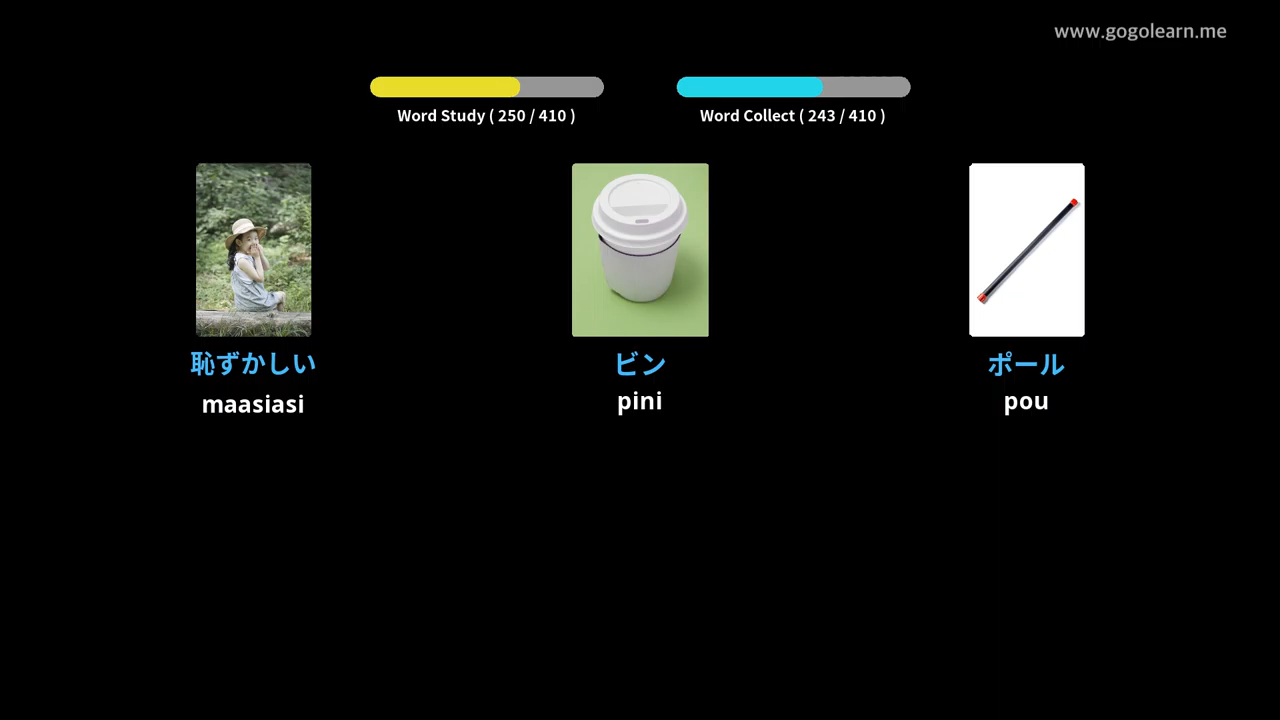 www.gogolearn.me
Word Study ( 250 / 410 )
Word Collect ( 243 / 410 )
恥ずかしい
maasiasi
ビン
pini
ポール
pou